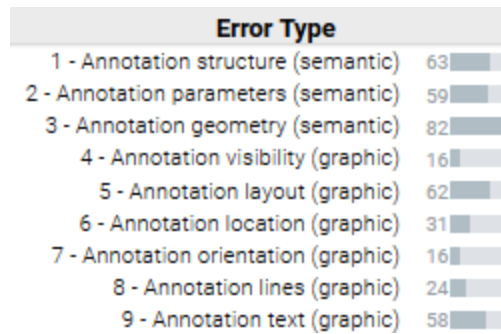 Error Type
1 - Annotation structure (semantic) 63
2 - Annotation parameters (semantic) 59
3 - Annotation geometry (semantic) 82
4 - Annotation visibility (graphic) 16
5 - Annotation layout (graphic) 62
6 - Annotation location (graphic) 31
7 - Annotation orientation (graphic) 16
8 - Annotation lines (graphic) 24
9 - Annotation text (graphic) 58